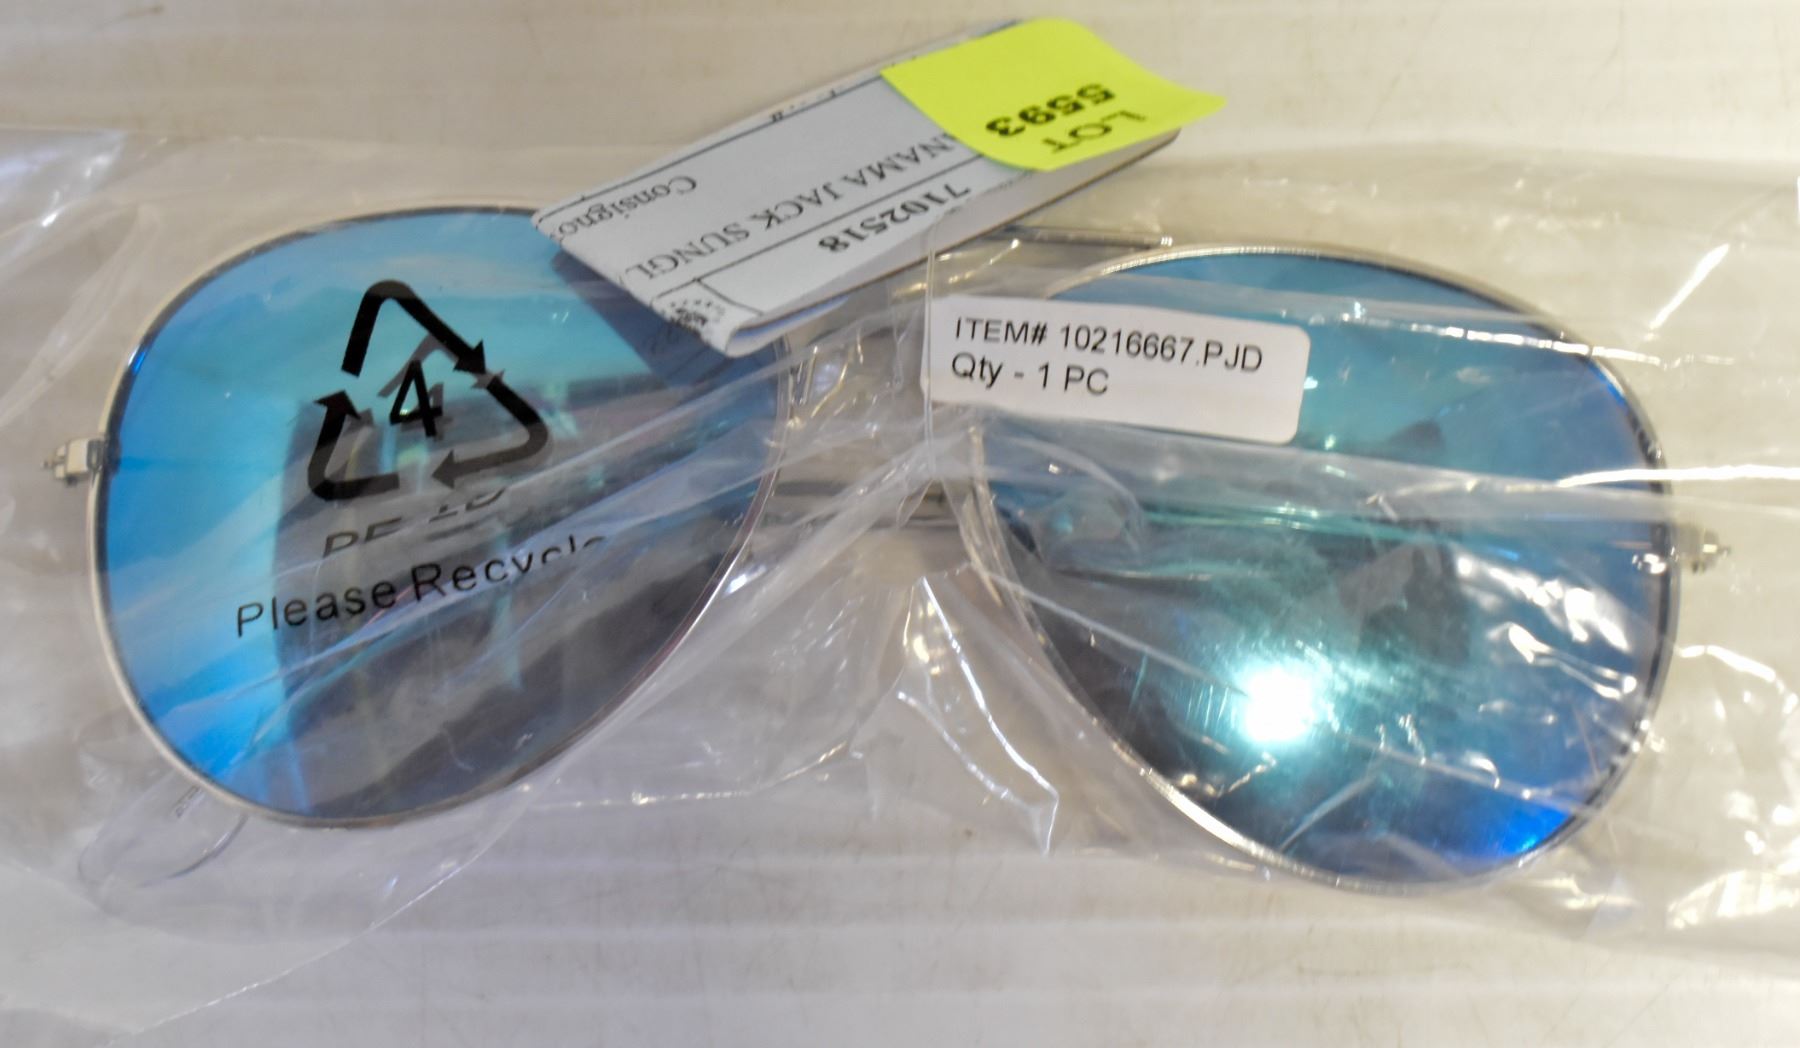 LOT
5593
7102518
NAMA JACK SUNGL
Consigno
ITEM# 10216667.PJD
Qty - 1 PC
4
Please Recycle